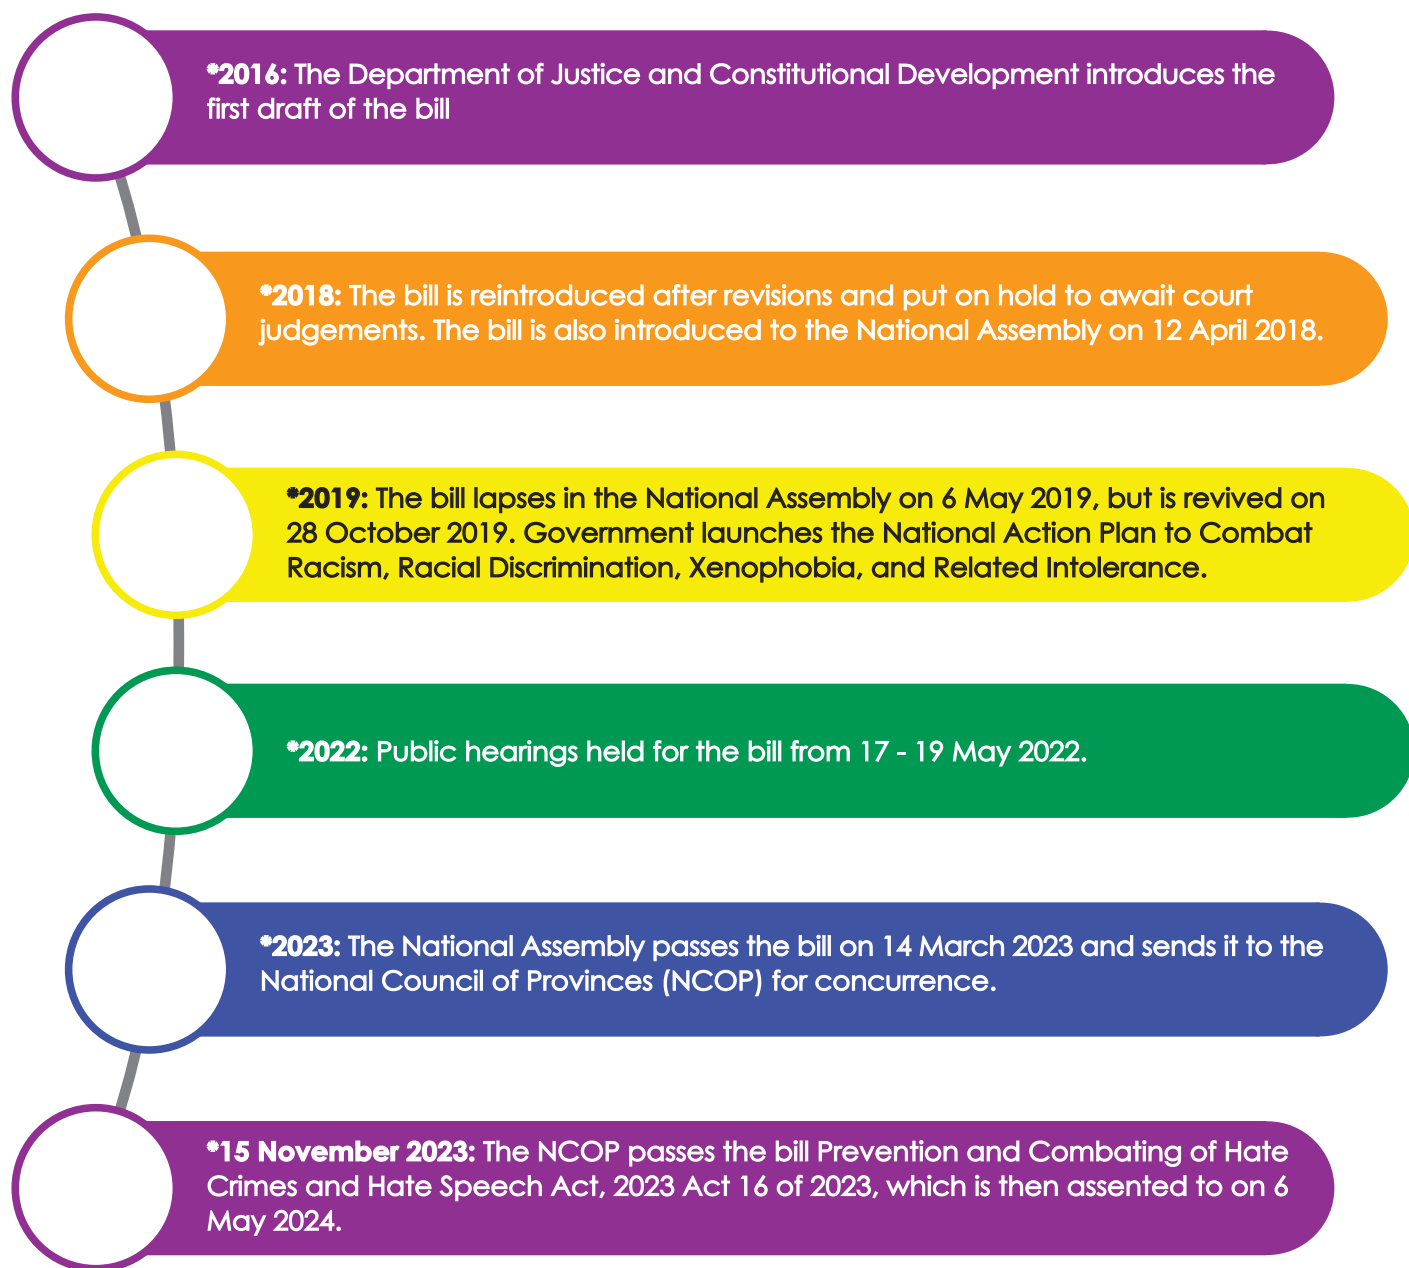 *2016: The Department of Justice and Constitutional Development introduces the
first draft of the bill
*2018: The bill is reintroduced after revisions and put on hold to await court
judgements. The bill is also introduced to the National Assembly on 12 April 2018.
*2019: The bill lapses in the National Assembly on 6 May 2019, but is revived on
28 October 2019. Government launches the National Action Plan to Combat
Racism, Racial Discrimination, Xenophobia, and Related Intolerance.
*2022: Public hearings held for the bill from 17 - 19 May 2022.
*2023: The National Assembly passes the bill on 14 March 2023 and sends it to the
National Council of Provinces (NCOP) for concurrence.
*15 November 2023: The NCOP passes the bill Prevention and Combating of Hate
Crimes and Hate Speech Act, 2023 Act 16 of 2023, which is then assented to on 6
May 2024.